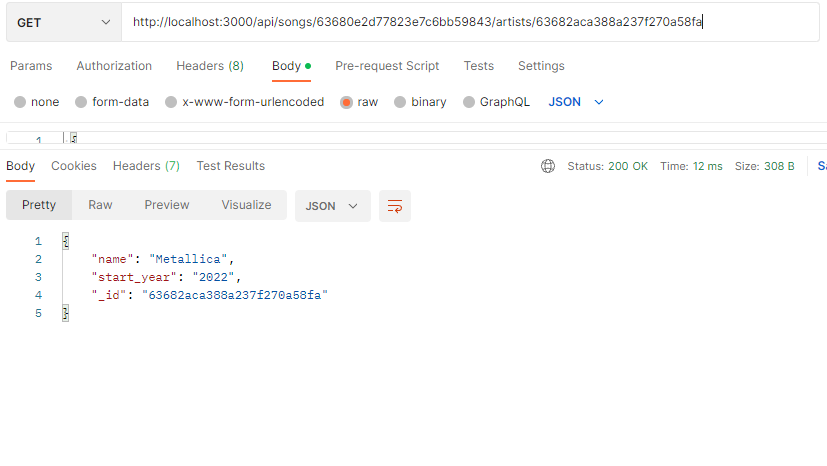 GET http://localhost:3000/api/songs/63680e2d77823e7c6bb59843/artists/63682aca388a237f270a58fa
Params Authorization Headers (8) Body Pre-request Script Tests Settings
none form-data x-www-form-urlencoded raw binary GraphQL JSON
1 {
Body Cookies Headers (7) Test Results Status: 200 OK Time: 12 ms Size: 308 B Sa
Pretty Raw Preview Visualize JSON
1 {
2 "name": "Metallica",
3 "start_year": "2022",
4 "_id": "63682aca388a237f270a58fa"
5 }